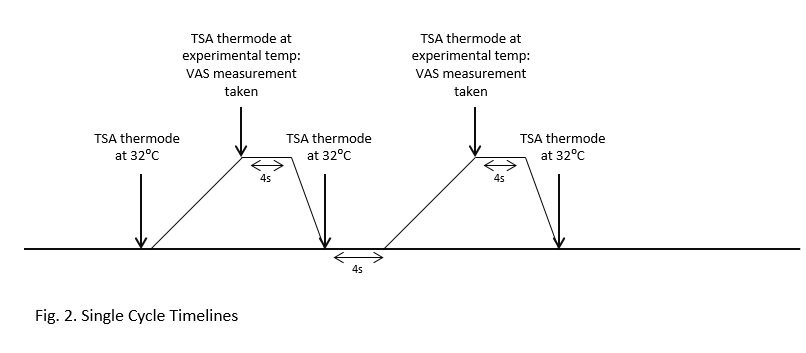 TSA thermode at
experimental temp:
VAS measurement
taken
TSA thermode at
experimental temp:
VAS measurement
taken
TSA thermode
at 32°C
TSA thermode
at 32°C
TSA thermode
at 32°C
4s
4s
4s
Fig. 2. Single Cycle Timelines